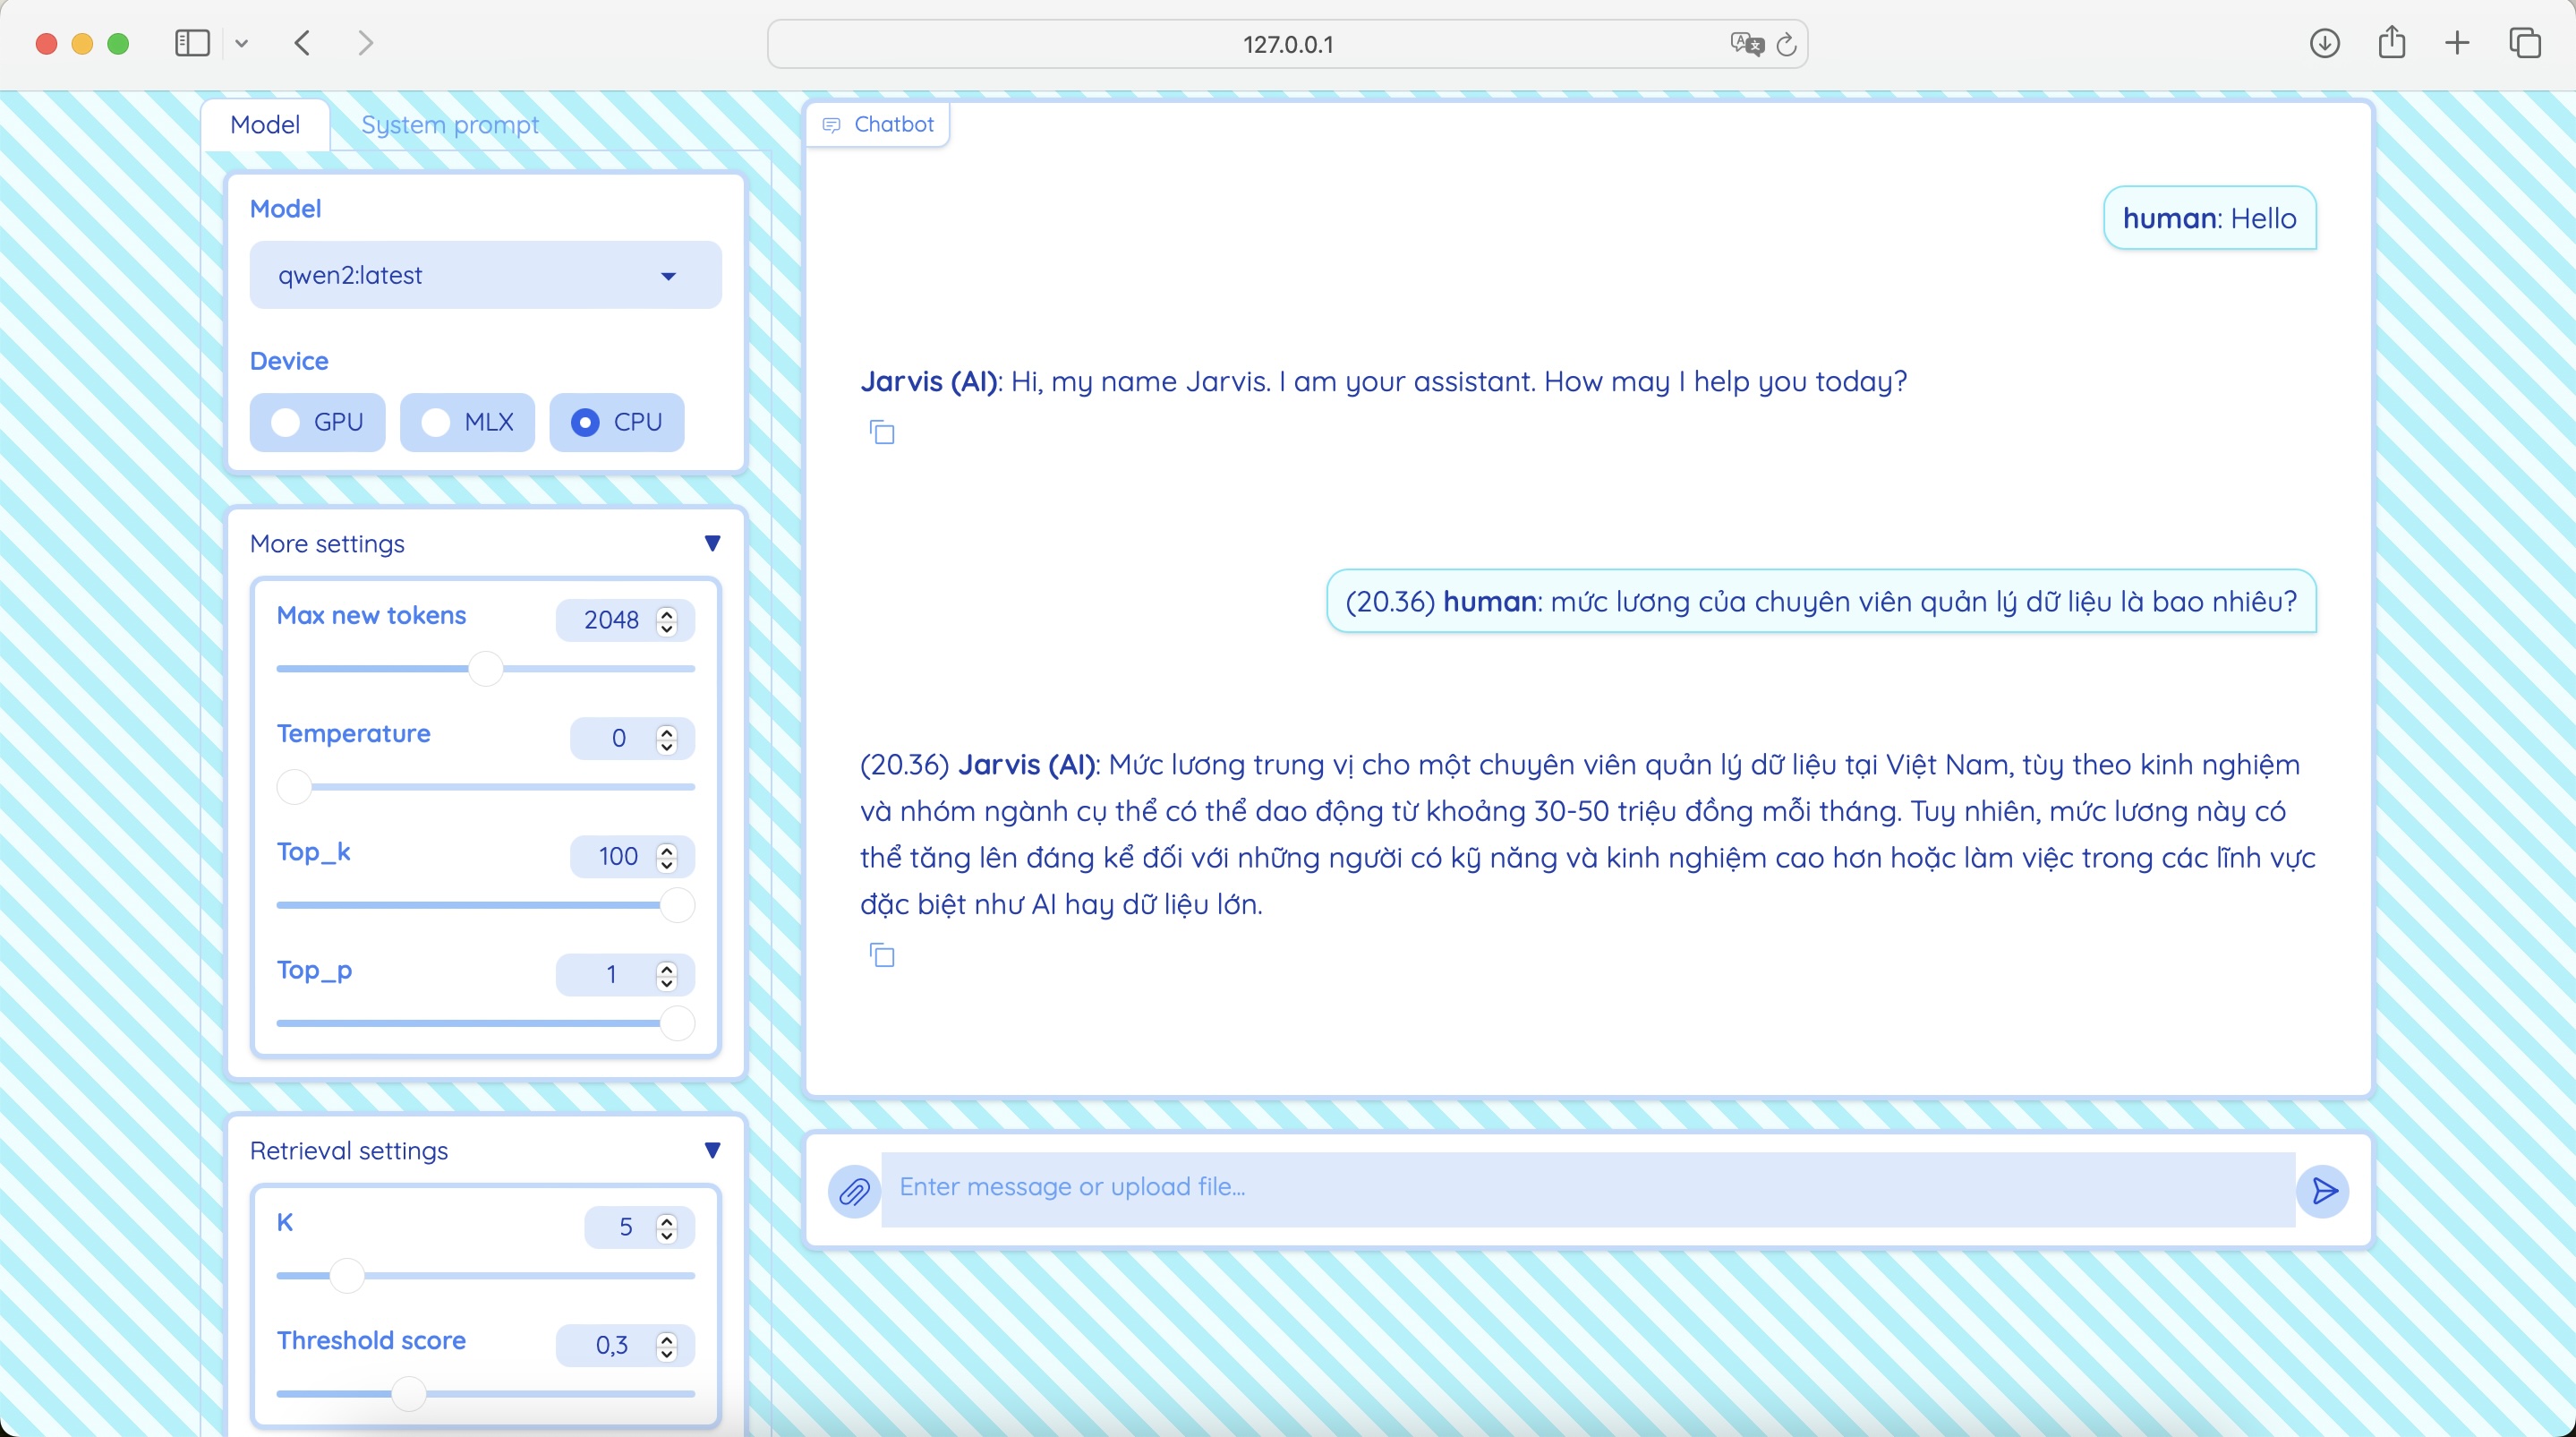 127.0.0.1
Model
System prompt
Model
qwen2:latest
Device
GPU
MLX
CPU
More settings
Max new tokens
2048
Temperature
0
Top_k
100
Top_p
1
Retrieval settings
K
5
Threshold score
0,3
Chatbot
human: Hello
Jarvis (AI): Hi, my name Jarvis. I am your assistant. How may I help you today?
(20.36) human: mức lương của chuyên viên quản lý dữ liệu là bao nhiêu?
(20.36) Jarvis (AI): Mức lương trung vị cho một chuyên viên quản lý dữ liệu tại Việt Nam, tùy theo kinh nghiệm
và nhóm ngành cụ thể có thể dao động từ khoảng 30-50 triệu đồng mỗi tháng. Tuy nhiên, mức lương này có
thể tăng lên đáng kể đối với những người có kỹ năng và kinh nghiệm cao hơn hoặc làm việc trong các lĩnh vực
đặc biệt như AI hay dữ liệu lớn.
Enter message or upload file...